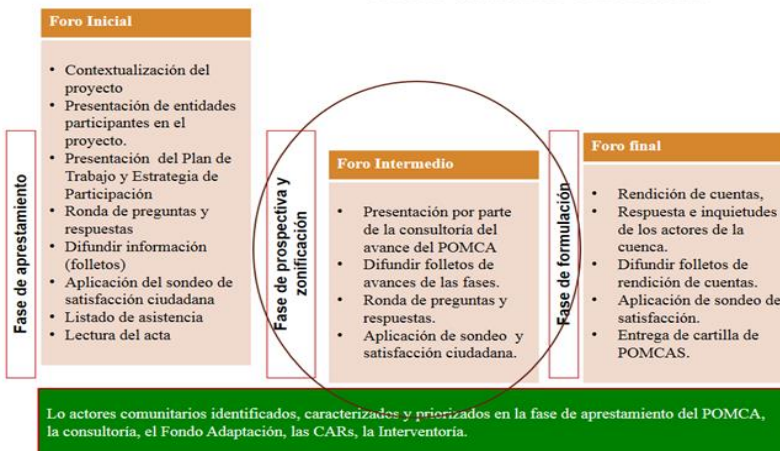 Fase de aprestamiento
Foro Inicial
• Contextualización del
proyecto
• Presentación de entidades
participantes en el
proyecto.
• Presentación del Plan de
Trabajo y Estrategia de
Participación
• Ronda de preguntas y
respuestas
• Difundir información
(folletos)
• Aplicación del sondeo de
satisfacción ciudadana
• Listado de asistencia
• Lectura del acta
Fase de prospectiva y
zonificación
Foro Intermedio
• Presentación por parte
de la consultoría del
avance del POMCA
• Difundir folletos de
avances de las fases.
• Ronda de preguntas y
respuestas.
• Aplicación de sondeo y
satisfacción ciudadana.
Fase de formulación
Foro final
• Rendición de cuentas,
• Respuesta e inquietudes
de los actores de la
cuenca.
• Difundir folletos de
rendición de cuentas.
• Aplicación de sondeo de
satisfacción.
• Entrega de cartilla de
POMCAS.
Lo actores comunitarios identificados, caracterizados y priorizados en la fase de aprestamiento del POMCA,
la consultoría, el Fondo Adaptación, las CARs, la Interventoría.